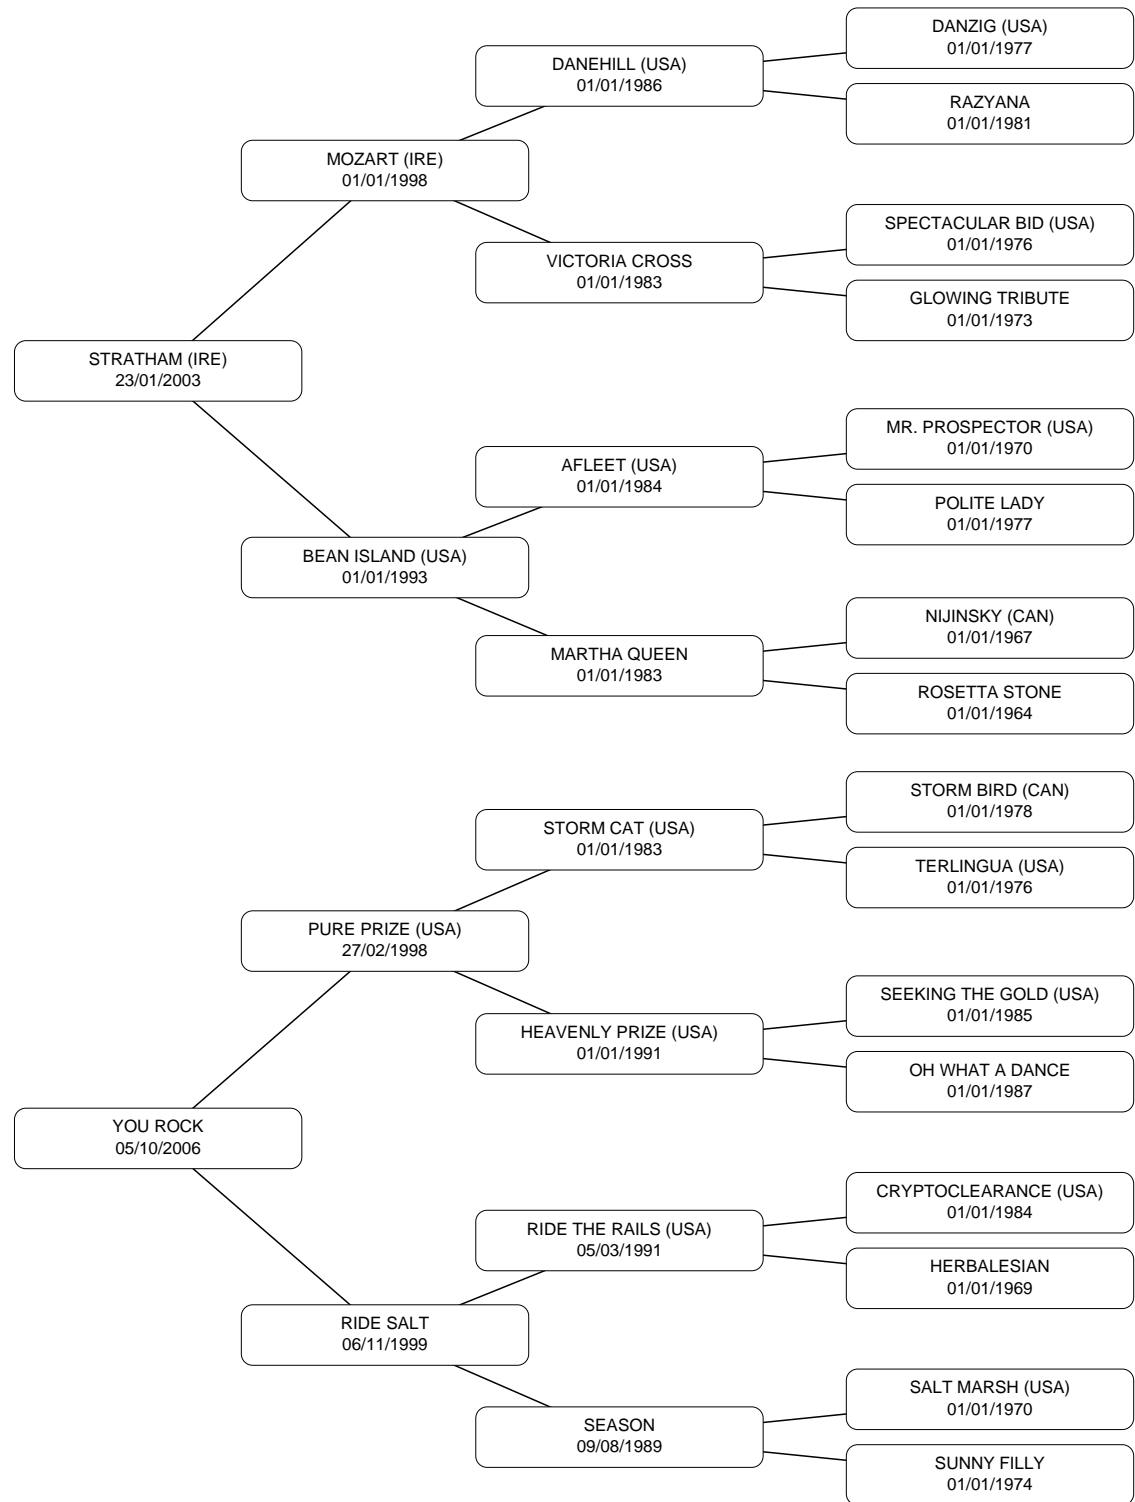 DANZIG (USA)
01/01/1977
DANEHILL (USA)
01/01/1986
RAZYANA
01/01/1981
MOZART (IRE)
01/01/1998
SPECTACULAR BID (USA)
01/01/1976
VICTORIA CROSS
01/01/1983
GLOWING TRIBUTE
01/01/1973
STRATHAM (IRE)
23/01/2003
MR. PROSPECTOR (USA)
01/01/1970
AFLEET (USA)
01/01/1984
POLITE LADY
01/01/1977
BEAN ISLAND (USA)
01/01/1993
NIJINSKY (CAN)
01/01/1967
MARTHA QUEEN
01/01/1983
ROSETTA STONE
01/01/1964
STORM BIRD (CAN)
01/01/1978
STORM CAT (USA)
01/01/1983
TERLINGUA (USA)
01/01/1976
PURE PRIZE (USA)
27/02/1998
SEEKING THE GOLD (USA)
01/01/1985
HEAVENLY PRIZE (USA)
01/01/1991
OH WHAT A DANCE
01/01/1987
YOU ROCK
05/10/2006
CRYPTOCLEARANCE (USA)
01/01/1984
RIDE THE RAILS (USA)
05/03/1991
HERBALESIAN
01/01/1969
RIDE SALT
06/11/1999
SALT MARSH (USA)
01/01/1970
SEASON
09/08/1989
SUNNY FILLY
01/01/1974